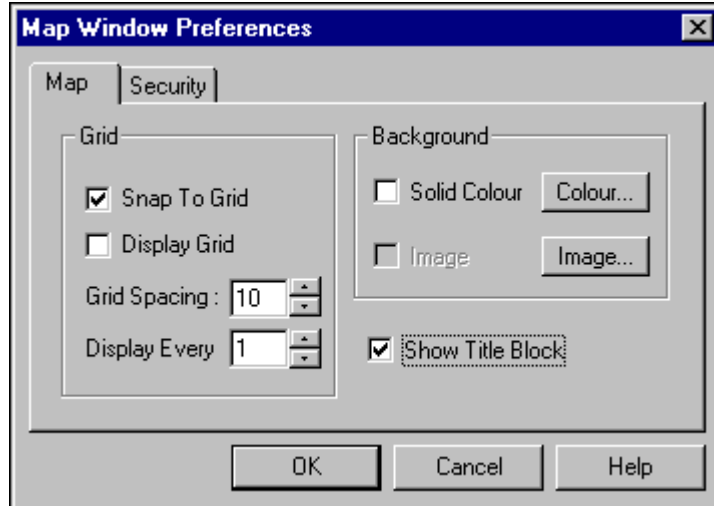 Map Window Preferences
Map
Security
Grid
Snap To Grid
Display Grid
Grid Spacing : 10
Display Every 1
Background
Solid Colour Colour...
Image Image...
Show Title Block
OK Cancel Help